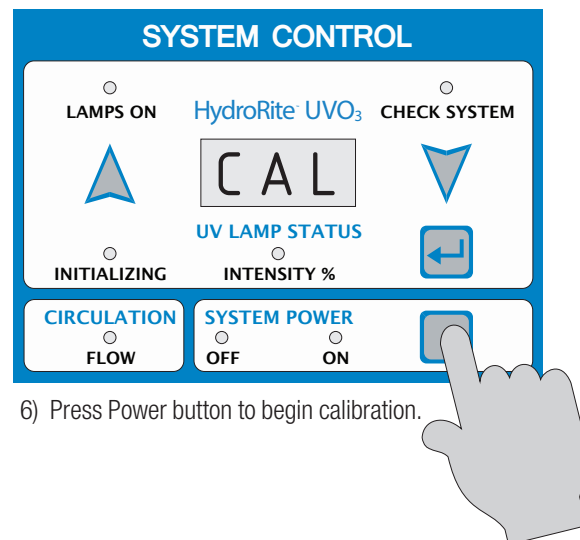 SYSTEM CONTROL
LAMPS ON
HydroRite™ UVO₃
CHECK SYSTEM
CAL
UV LAMP STATUS
INITIALIZING
INTENSITY %
CIRCULATION
FLOW
SYSTEM POWER
OFF
ON
6) Press Power button to begin calibration.